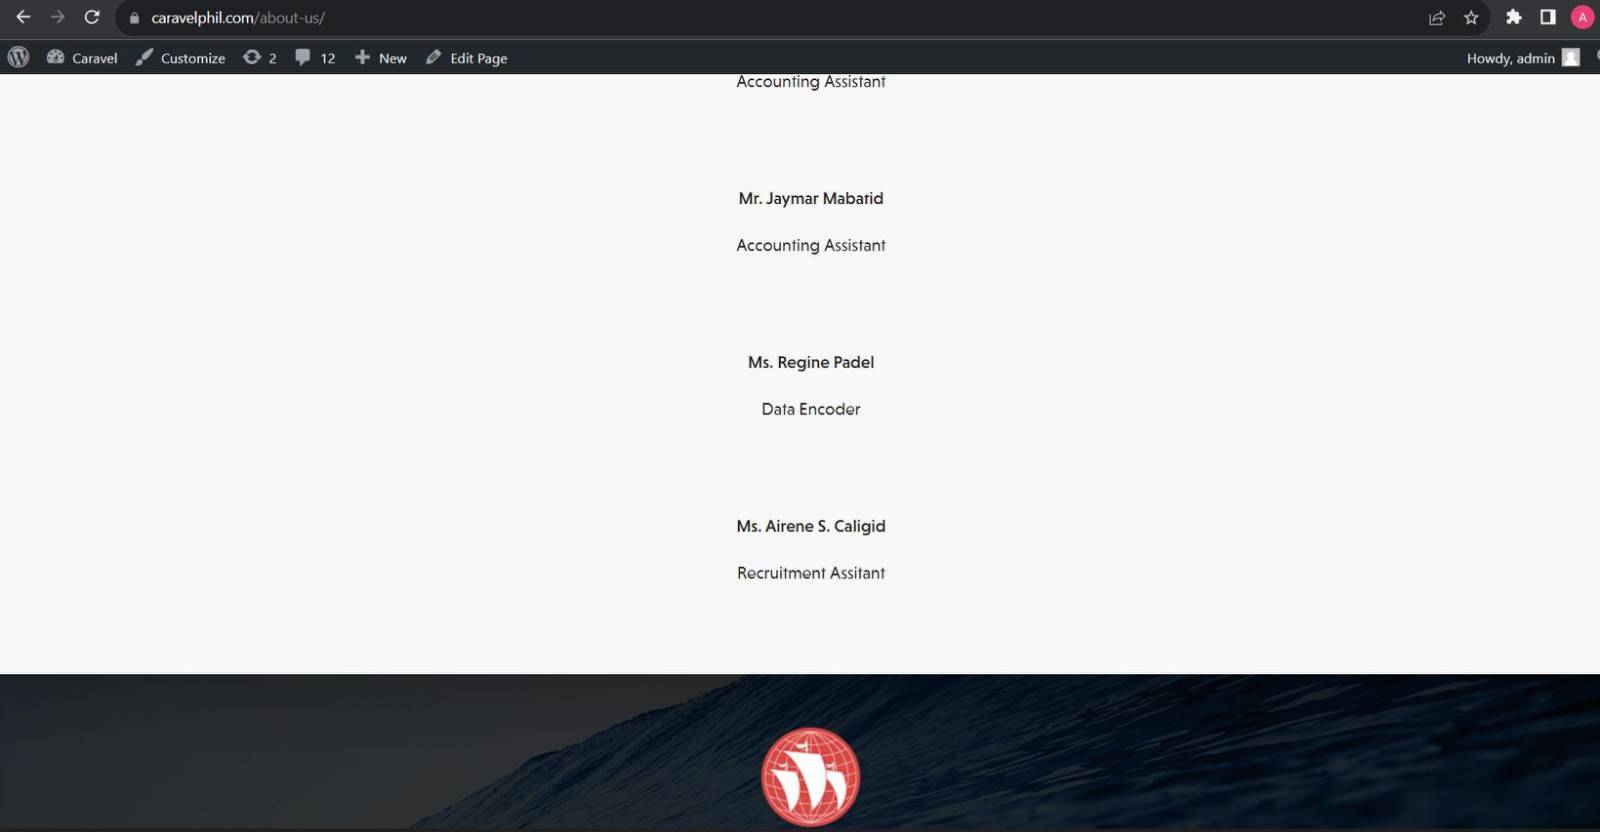 caravelphil.com/about-us/
A
Caravel Customize 2 12 New Edit Page Howdy, admin
Accounting Assistant
Mr. Jaymar Mabatid
Accounting Assistant
Ms. Regine Padel
Data Encoder
Ms. Airene S. Caligid
Recruitment Assitant